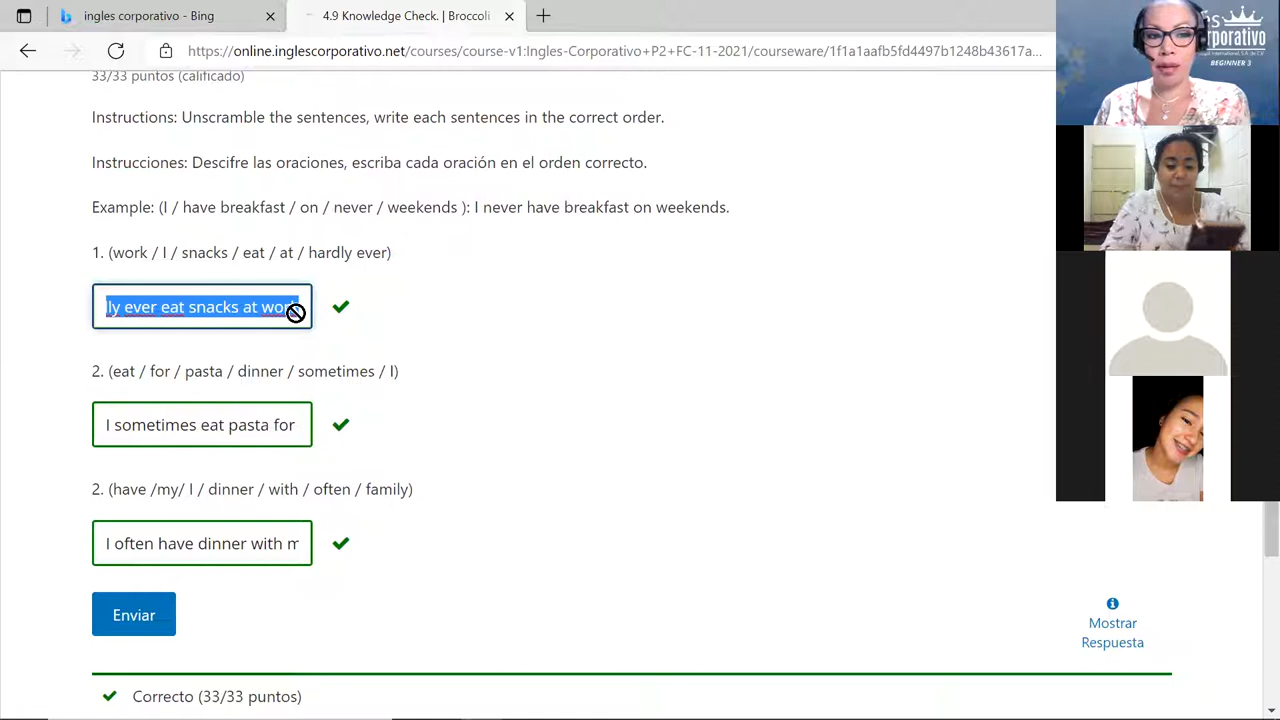 ingles corporativo - Bing
4.9 Knowledge Check. | Broccoli
https://online.inglescorporativo.net/courses/course-v1:Ingles-Corporativo+P2+FC-11-2021/courseware/1f1a1aafb5fd4497b1248b43617a...
33/33 puntos (calificado)
Instructions: Unscramble the sentences, write each sentences in the correct order.
Instrucciones: Descifre las oraciones, escriba cada oración en el orden correcto.
Example: (I / have breakfast / on / never / weekends ): I never have breakfast on weekends.
1. (work / I / snacks / eat / at / hardly ever)
lly ever eat snacks at work
2. (eat / for / pasta / dinner / sometimes / I)
I sometimes eat pasta for
2. (have /my/ I / dinner / with / often / family)
I often have dinner with m
Enviar
Mostrar
Respuesta
Correcto (33/33 puntos)
BEGINNER 3